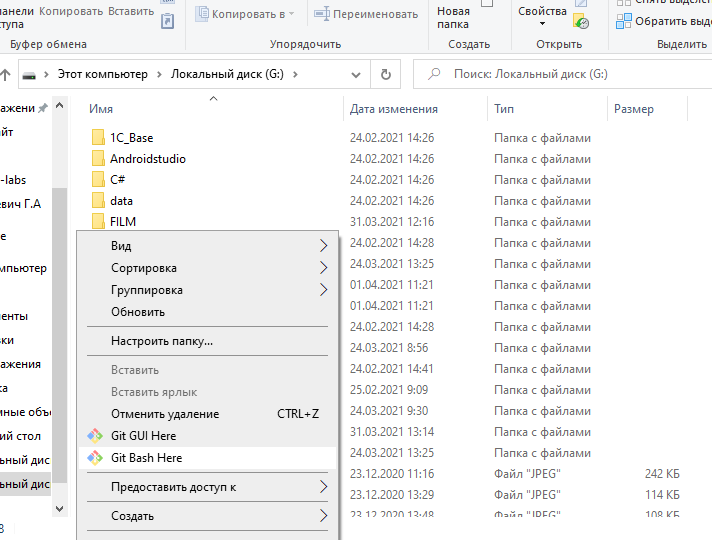 панели Копировать Вставить
ступа
Копировать в
Переименовать
Новая
папка
Свойства
Снять выделе
Обратить выде
Буфер обмена
Упорядочить
Создать
Открыть
Выделить
Этот компьютер > Локальный диск (G:) >
Поиск: Локальный диск (G:)
Имя Дата изменения Тип Размер
1C_Base 24.02.2021 14:26 Папка с файлами
Androidstudio 24.02.2021 14:26 Папка с файлами
C# 24.02.2021 14:26 Папка с файлами
data 24.02.2021 14:26 Папка с файлами
FILM 31.03.2021 12:16 Папка с файлами
24.02.2021 14:28 Папка с файлами
24.03.2021 13:25 Папка с файлами
01.04.2021 11:21 Папка с файлами
01.04.2021 11:21 Папка с файлами
24.02.2021 14:28 Папка с файлами
24.03.2021 8:56 Папка с файлами
24.02.2021 14:41 Папка с файлами
25.02.2021 9:09 Папка с файлами
24.03.2021 9:30 Папка с файлами
31.03.2021 13:14 Папка с файлами
24.03.2021 13:25 Папка с файлами
23.12.2020 11:16 Файл "JPEG" 242 КБ
23.12.2020 13:29 Файл "JPEG" 114 КБ
23.12.2020 13:48 Файл "JPEG" 108 КБ
ражени
айт
-labs
евич Г.А
е
омпьютер
енты
вки
ажения
ка
мные объ
ий стол
льный дис
льный дис
Вид
Сортировка
Группировка
Обновить
Настроить папку...
Вставить
Вставить ярлык
Отменить удаление CTRL+Z
Git GUI Here
Git Bash Here
Предоставить доступ к
Создать